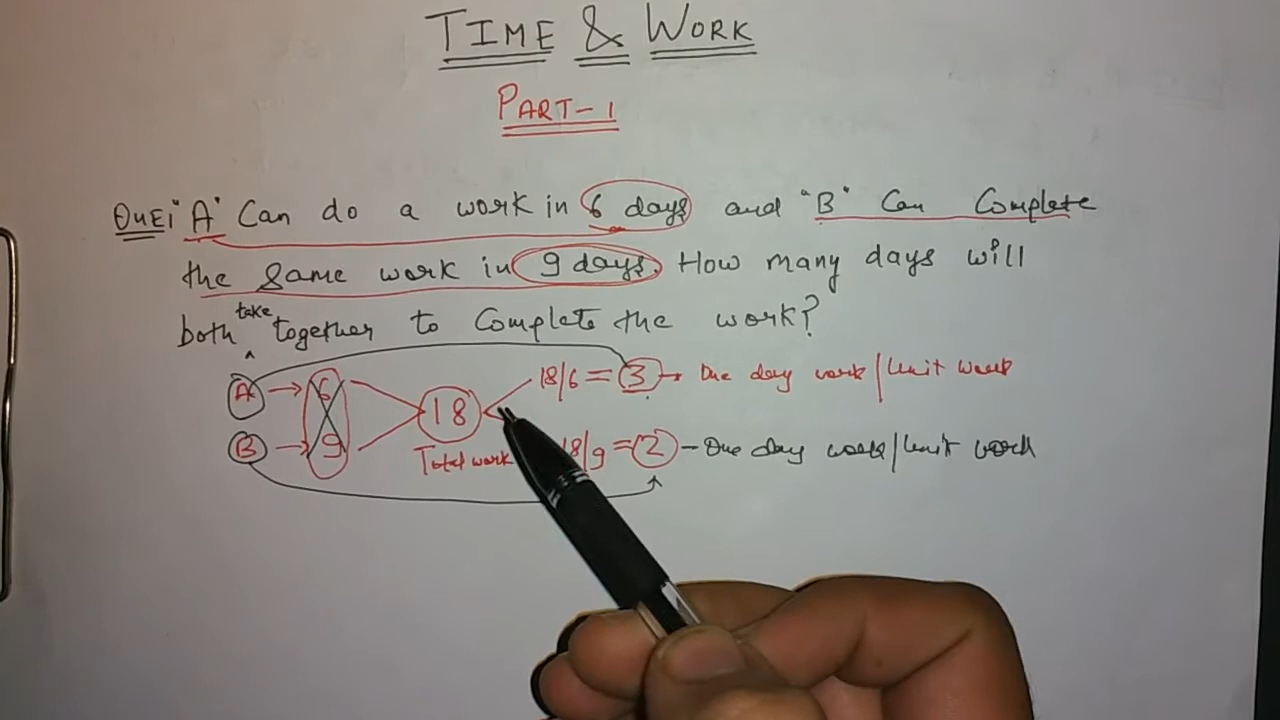 TIME & WORK
PART-1
QUE: "A" Can do a work in 6 days and "B" Can Complete
the same work in 9 days. How many days will
both take together to Complete the work?
A → 6 18/6 = 3 → One day work/Unit work
18
B → 9 18/9 = 2 - One day work/Unit work
Total work